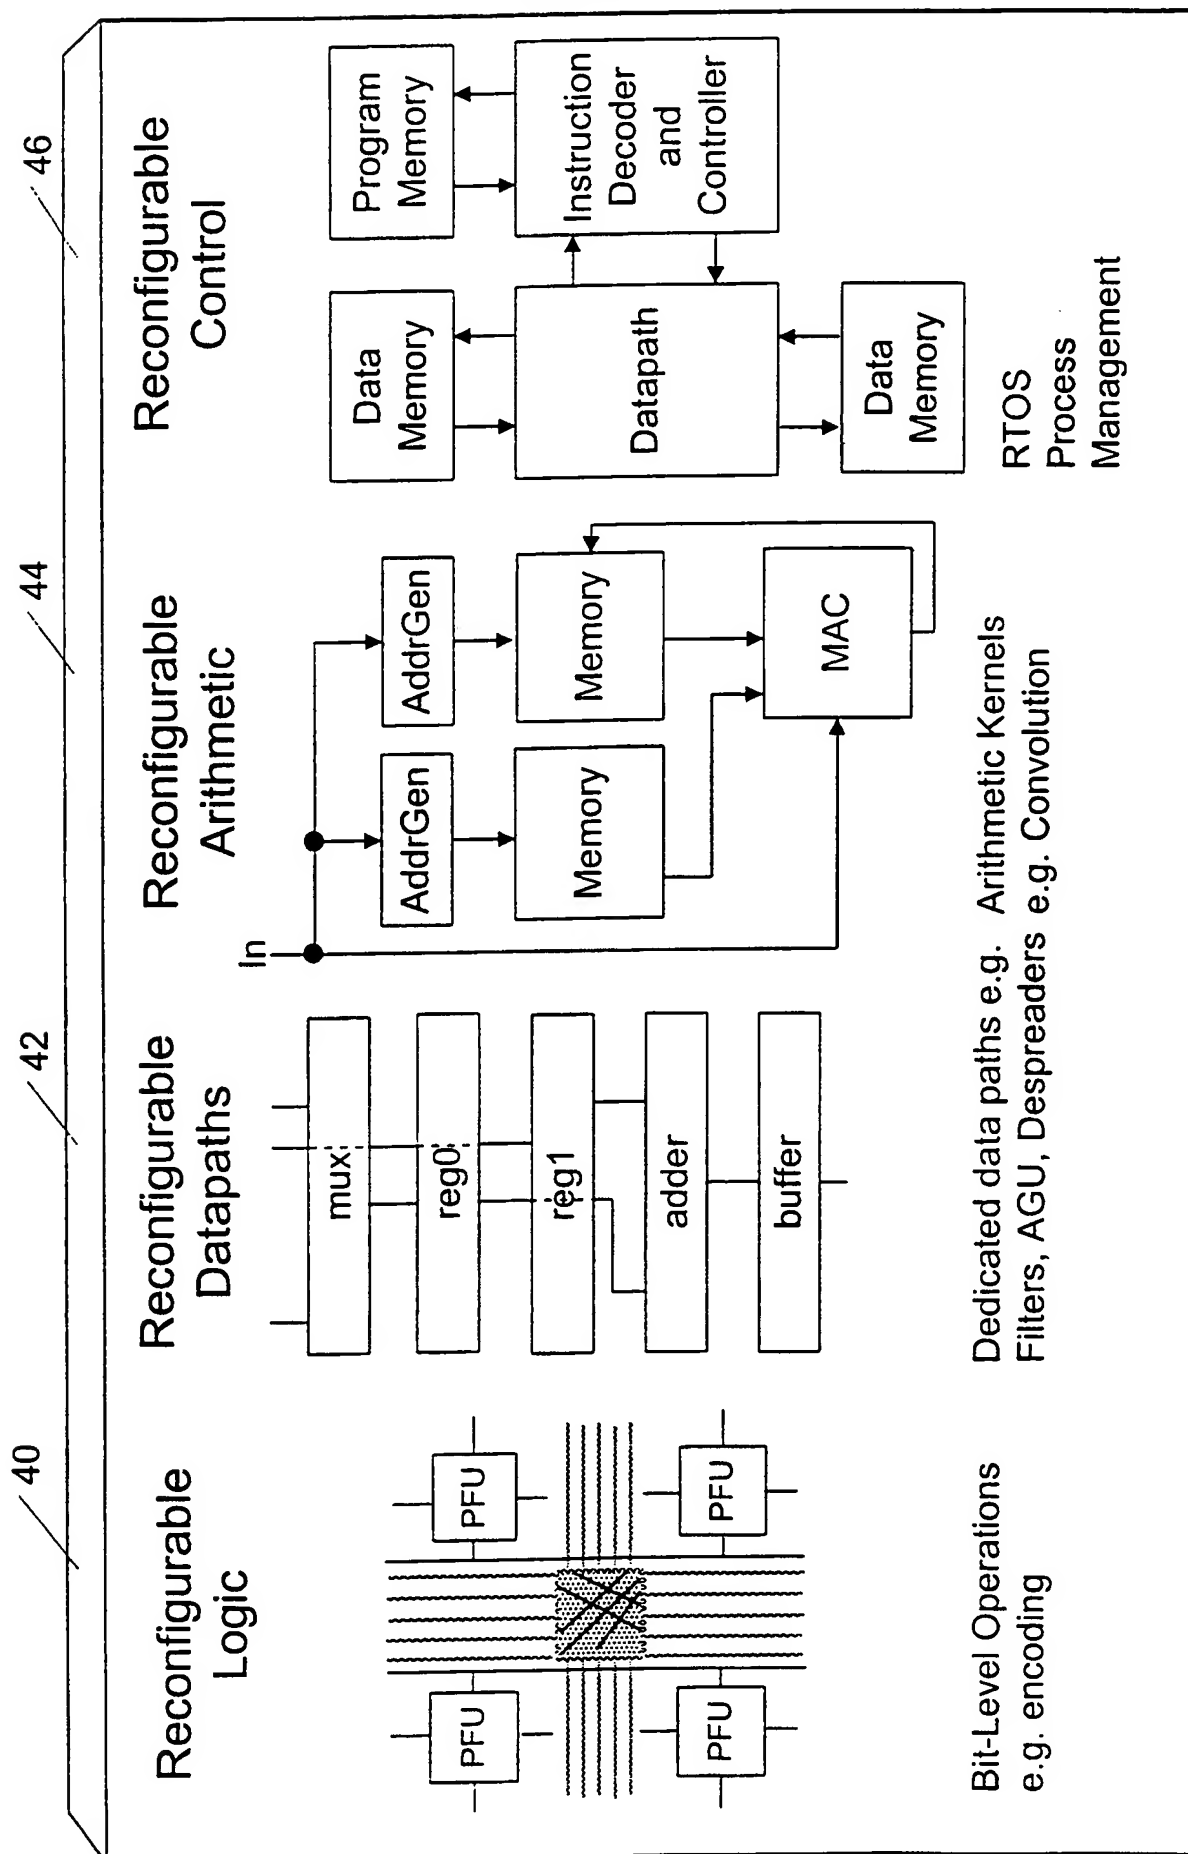 40
42
44
46
Reconfigurable
Logic
PFU
PFU
PFU
PFU
Bit-Level Operations
e.g. encoding
Reconfigurable
Datapaths
mux
reg0
reg1
adder
buffer
Dedicated data paths e.g.
Filters, AGU, Despreaders
Reconfigurable
Arithmetic
In
AddrGen
AddrGen
Memory
Memory
MAC
Arithmetic Kernels
e.g. Convolution
Reconfigurable
Control
Data
Memory
Program
Memory
Datapath
Instruction
Decoder
and
Controller
Data
Memory
RTOS
Process
Management